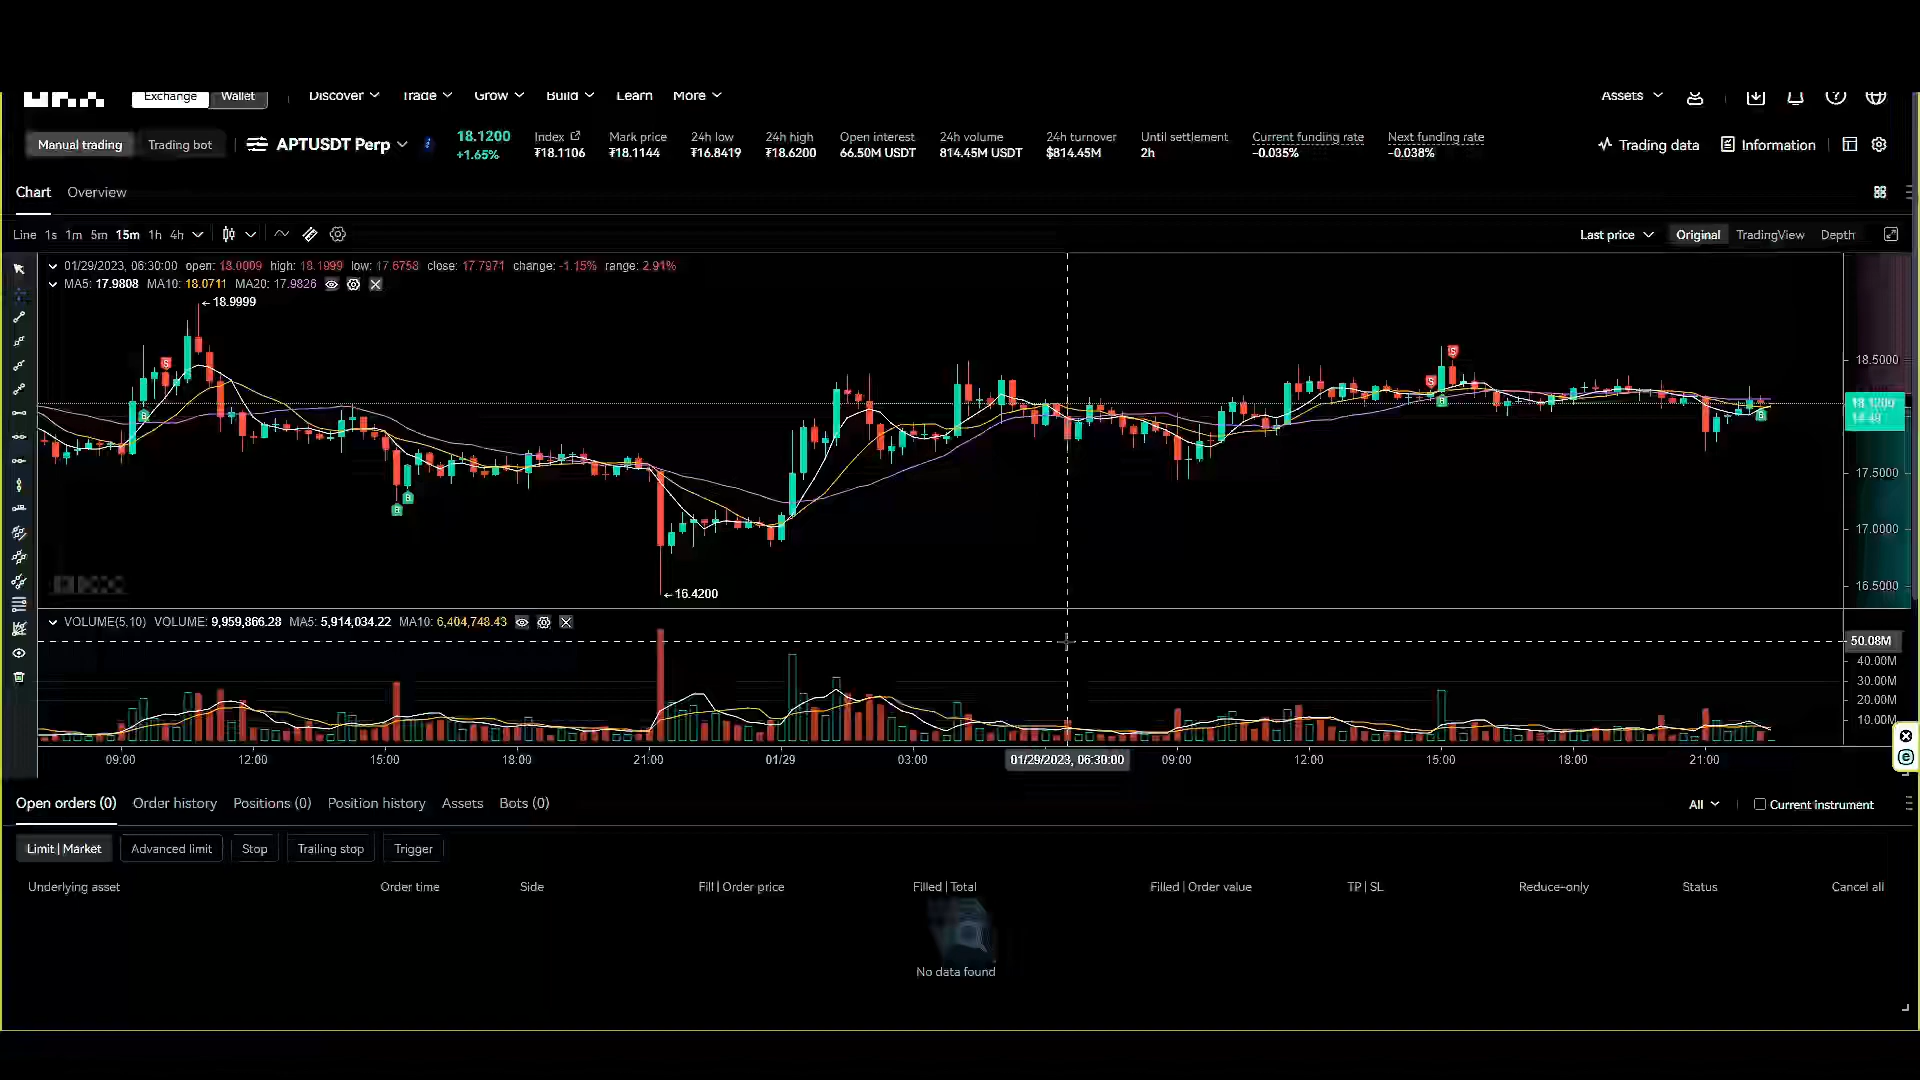 Exchange Wallet Discover Trade Grow Build Learn More Assets
Manual trading Trading bot APTUSDT Perp 18.1200 +1.65%
Index ₮18.1106
Mark price ₮18.1144
24h low ₮16.8419
24h high ₮18.6200
Open interest 66.50M USDT
24h volume 814.45M USDT
24h turnover $814.45M
Until settlement 2h
Current funding rate -0.035%
Next funding rate -0.038%
Trading data Information
Chart Overview
Line 1s 1m 5m 15m 1h 4h Last price Original TradingView Depth
01/29/2023, 06:30:00 open: 18.0009 high: 18.1999 low: 17.6758 close: 17.7971 change: -1.15% range: 2.91%
MA5: 17.9808 MA10: 18.0711 MA20: 17.9826
←18.9999
S
B
S
S
B
B
B
B
←16.4200
18.5000
18.1200
17.5000
17.0000
16.5000
VOLUME(5,10) VOLUME: 9,959,866.28 MA5: 5,914,034.22 MA10: 6,404,748.43
50.08M
40.00M
30.00M
20.00M
10.00M
09:00 12:00 15:00 18:00 21:00 01/29 03:00 01/29/2023, 06:30:00 09:00 12:00 15:00 18:00 21:00
Open orders (0) Order history Positions (0) Position history Assets Bots (0) All Current instrument
Limit | Market Advanced limit Stop Trailing stop Trigger
Underlying asset Order time Side Fill | Order price Filled | Total Filled | Order value TP | SL Reduce-only Status Cancel all
No data found